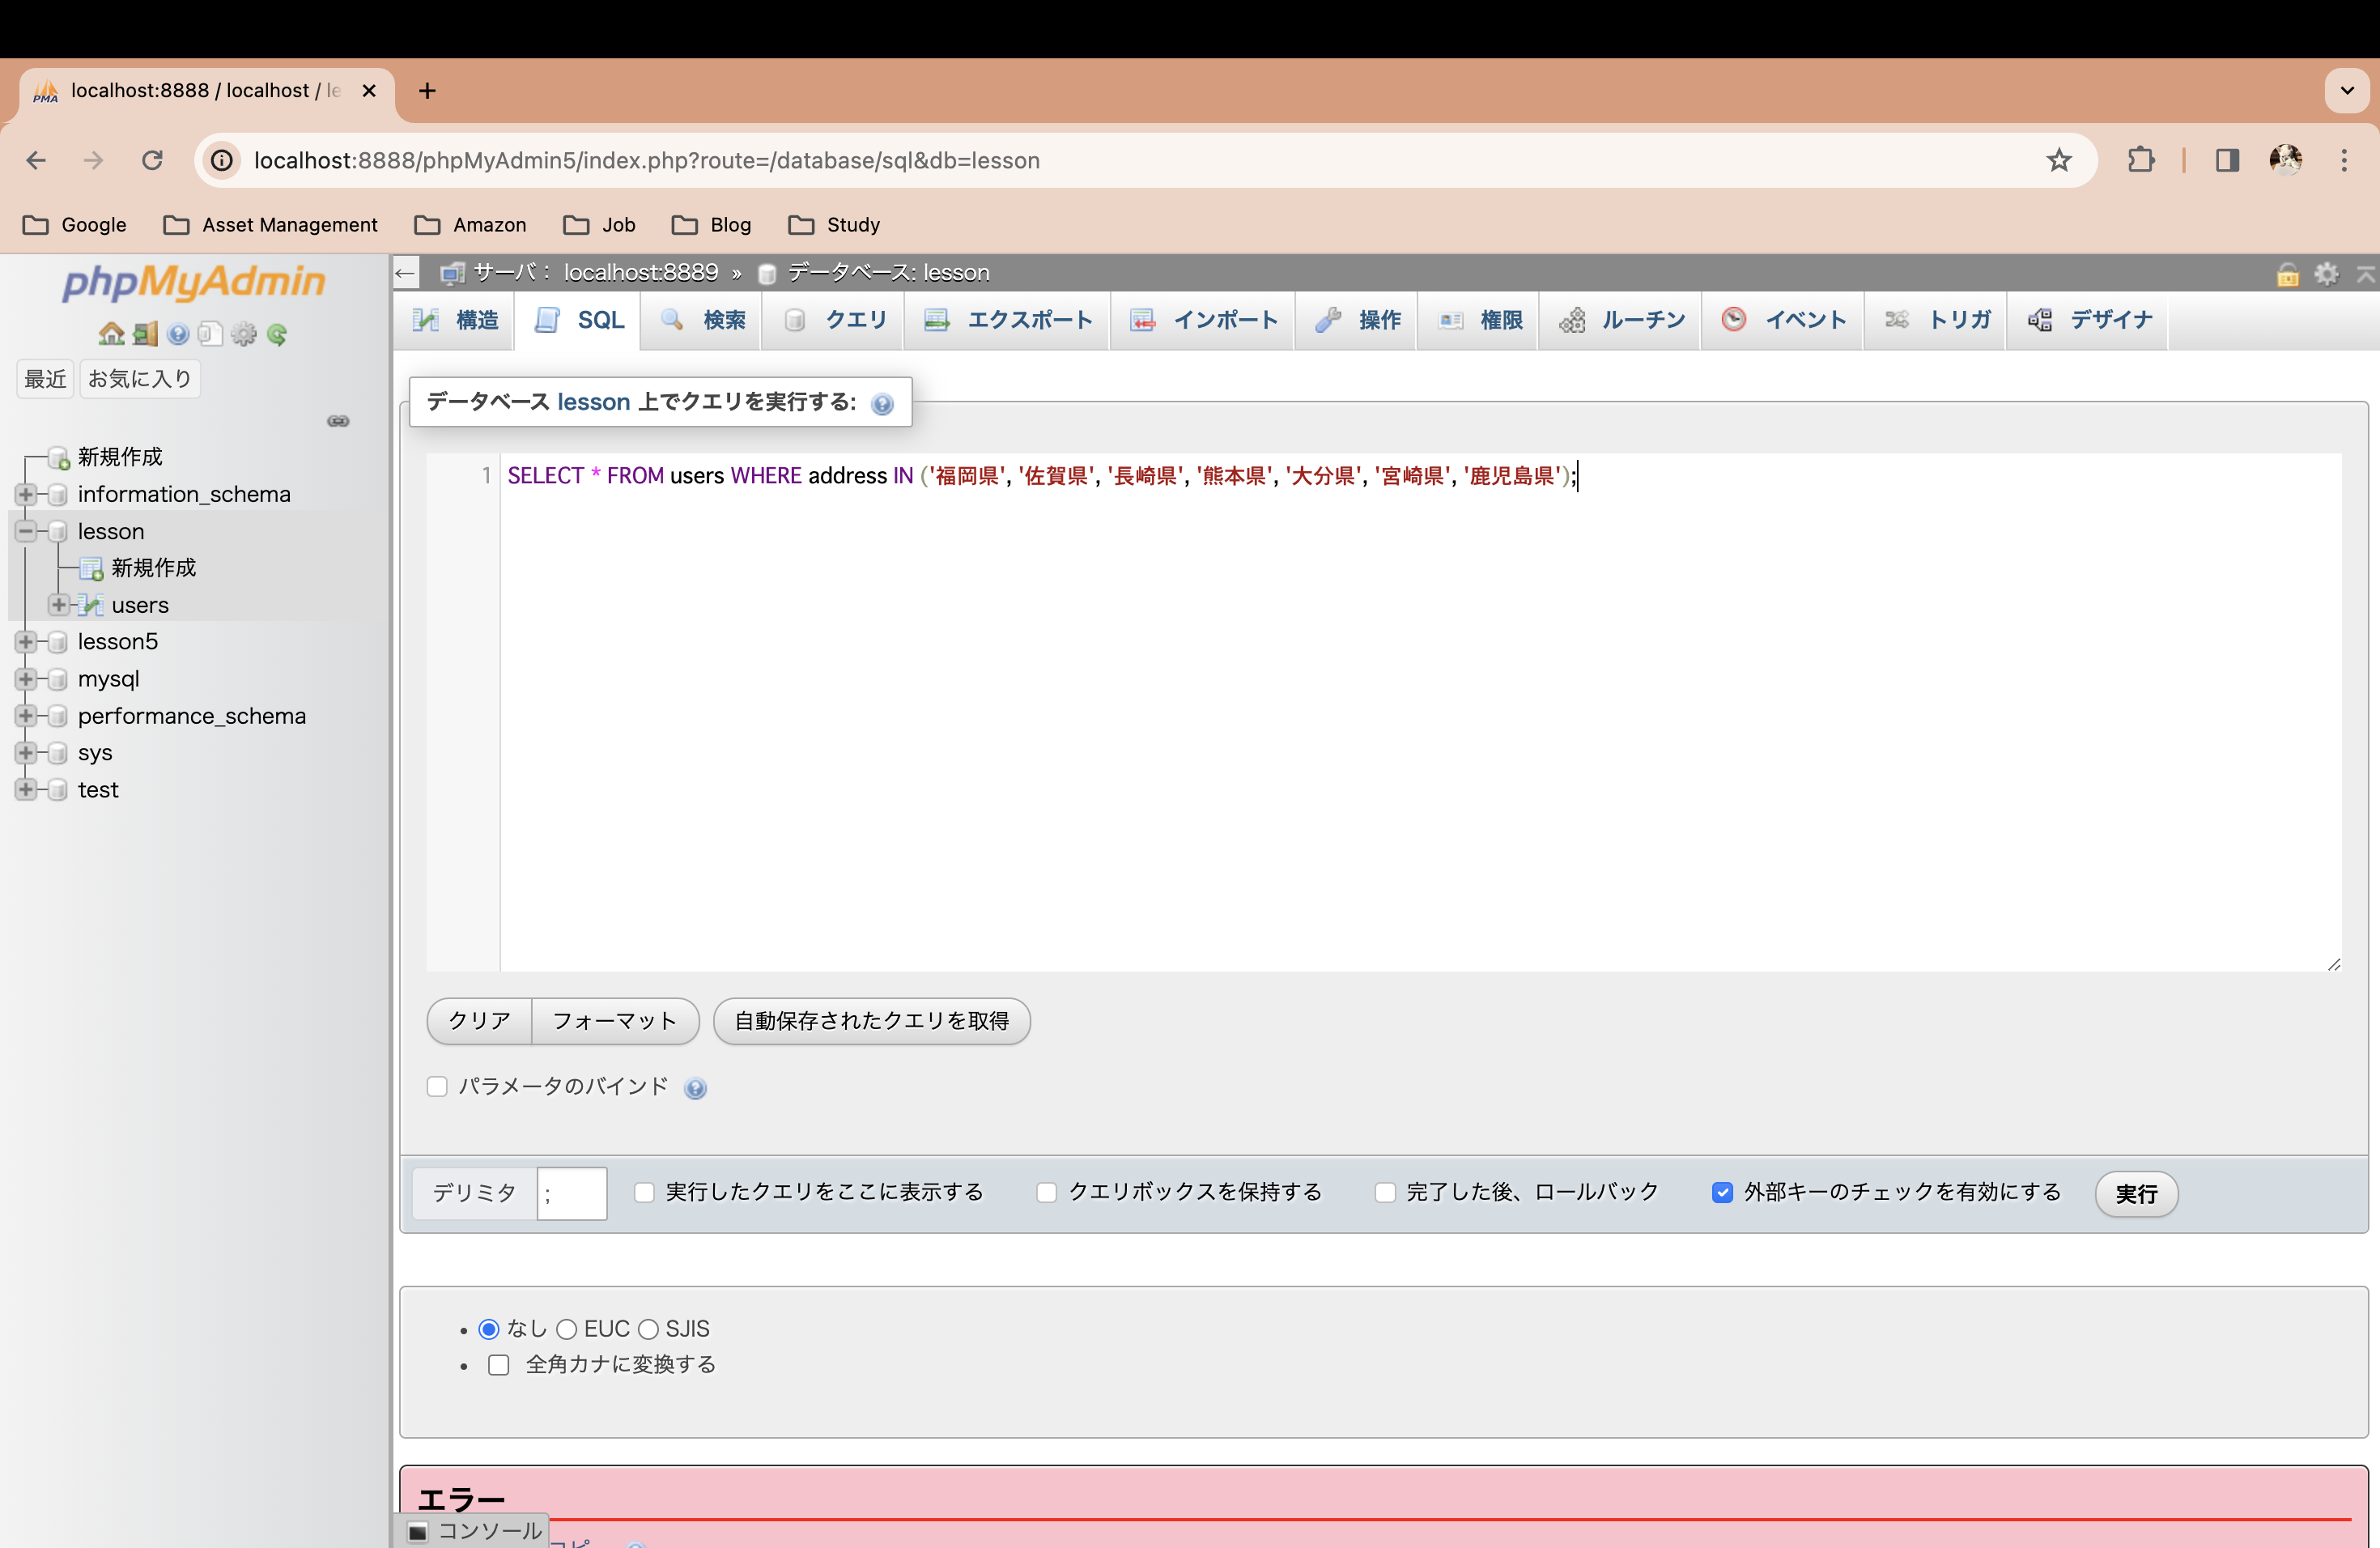 localhost:8888 / localhost / le
localhost:8888/phpMyAdmin5/index.php?route=/database/sql&db=lesson
Google Asset Management Amazon Job Blog Study
phpMyAdmin
最近 お気に入り
新規作成
information_schema
lesson
新規作成
users
lesson5
mysql
performance_schema
sys
test
サーバ： localhost:8889 » データベース: lesson
構造 SQL 検索 クエリ エクスポート インポート 操作 権限 ルーチン イベント トリガ デザイナ
データベース lesson 上でクエリを実行する:
1 SELECT * FROM users WHERE address IN ('福岡県', '佐賀県', '長崎県', '熊本県', '大分県', '宮崎県', '鹿児島県');
クリア フォーマット 自動保存されたクエリを取得
パラメータのバインド
デリミタ ; 実行したクエリをここに表示する クエリボックスを保持する 完了した後、ロールバック 外部キーのチェックを有効にする 実行
• なし EUC SJIS
• 全角カナに変換する
エラー
コンソール